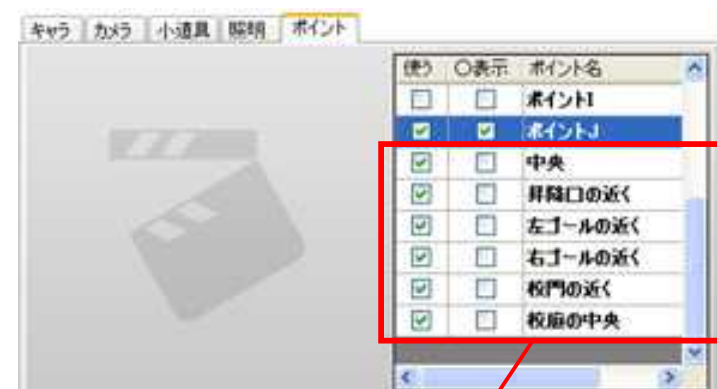 キャラ カメラ 小道具 照明 ポイント
使う ○表示 ポイント名
ポイントI
ポイントJ
中央
昇降口の近く
左ゴールの近く
右ゴールの近く
校門の近く
校庭の中央